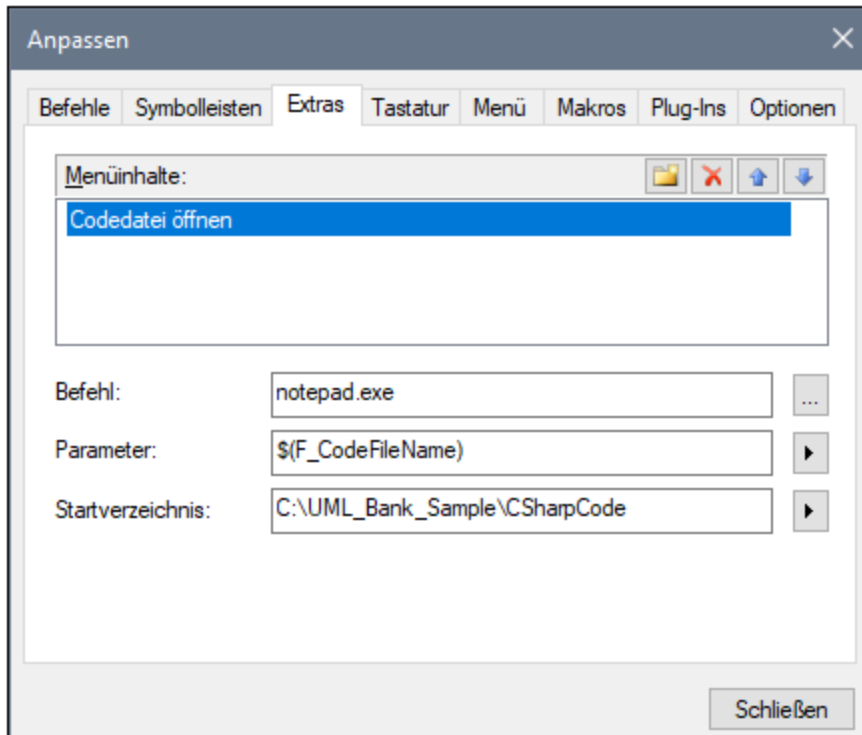 Anpassen
Befehle Symbolleisten Extras Tastatur Menü Makros Plug-Ins Optionen
Menüinhalte:
Codedatei öffnen
Befehl: notepad.exe ...
Parameter: $(F_CodeFileName)
Startverzeichnis: C:\UML_Bank_Sample\CSharpCode
Schließen